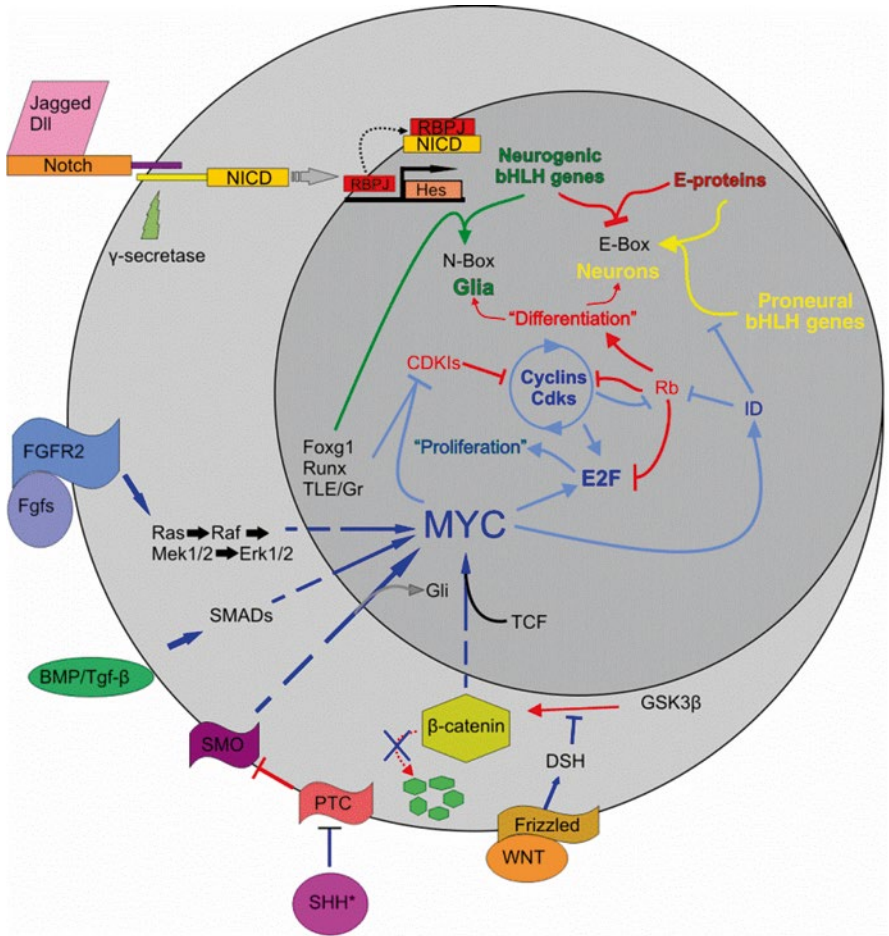 Jagged
Dll
Notch
NICD
γ-secretase
RBPJ
NICD
RBPJ
Hes
Neurogenic
bHLH genes
E-proteins
E-Box
Neurons
N-Box
Glia
Proneural
bHLH genes
"Differentiation"
CDKIs
Cyclins
Cdks
Rb
ID
Foxg1
Runx
TLE/Gr
"Proliferation"
E2F
MYC
FGFR2
Fgfs
Ras Raf
Mek1/2 Erk1/2
SMADs
Gli
TCF
BMP/Tgf-β
SMO
β-catenin
GSK3β
DSH
PTC
Frizzled
WNT
SHH*